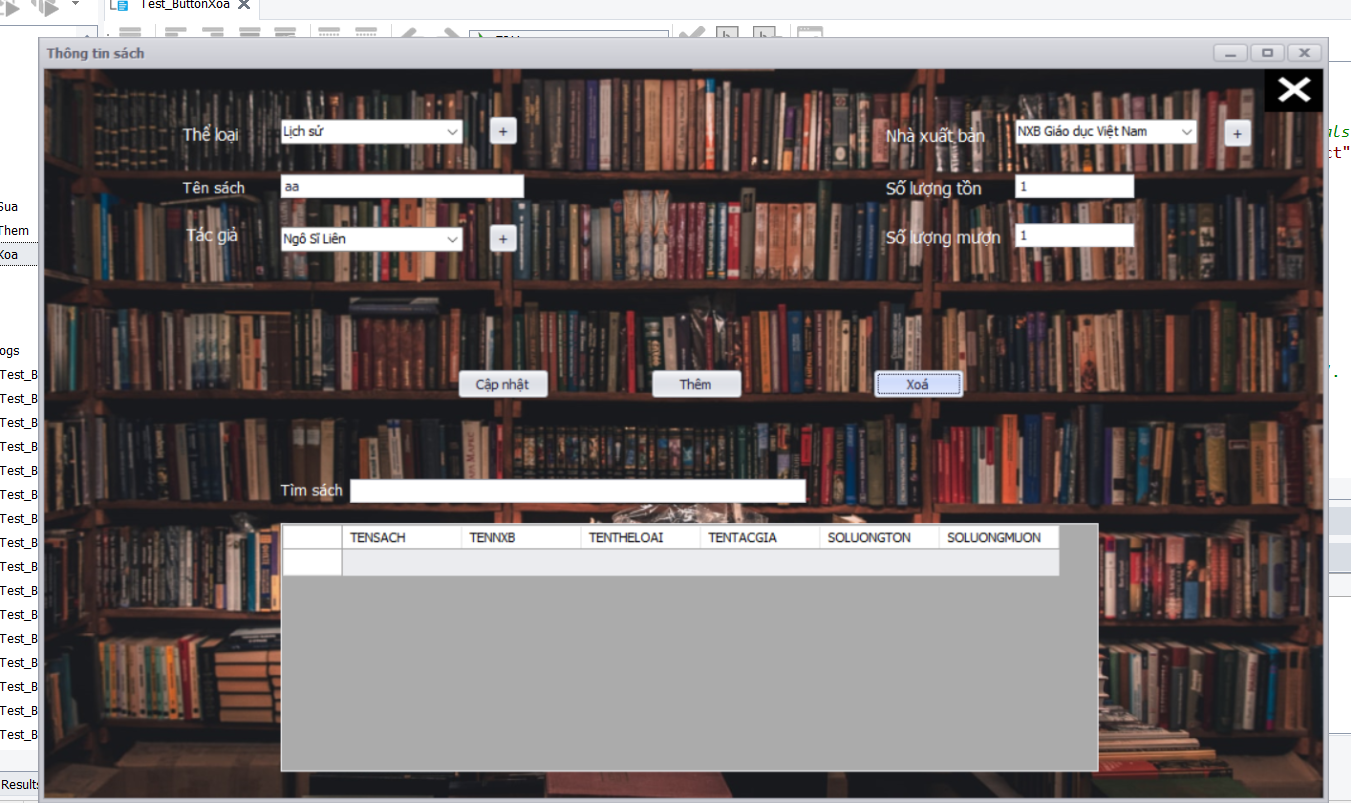 Test_ButtonXoa
Thông tin sách
Thể loại
Lịch sử
+
Nhà xuất bản
NXB Giáo dục Việt Nam
+
als
ct"
Tên sách
aa
Số lượng tồn
1
Sua
Them
Tác giả
Ngô Sĩ Liên
+
Số lượng mượn
1
Xoa
ogs
Test_B
Cập nhật
Thêm
Xoá
Test_B
Test_B
Test_B
Test_B
Tìm sách
Test_B
Test_B
TENSACH
TENNXB
TENTHELOAI
TENTACGIA
SOLUONGTON
SOLUONGMUON
Test_B
Test_B
Test_B
Test_B
Test_B
Test_B
Test_B
Test_B
Results